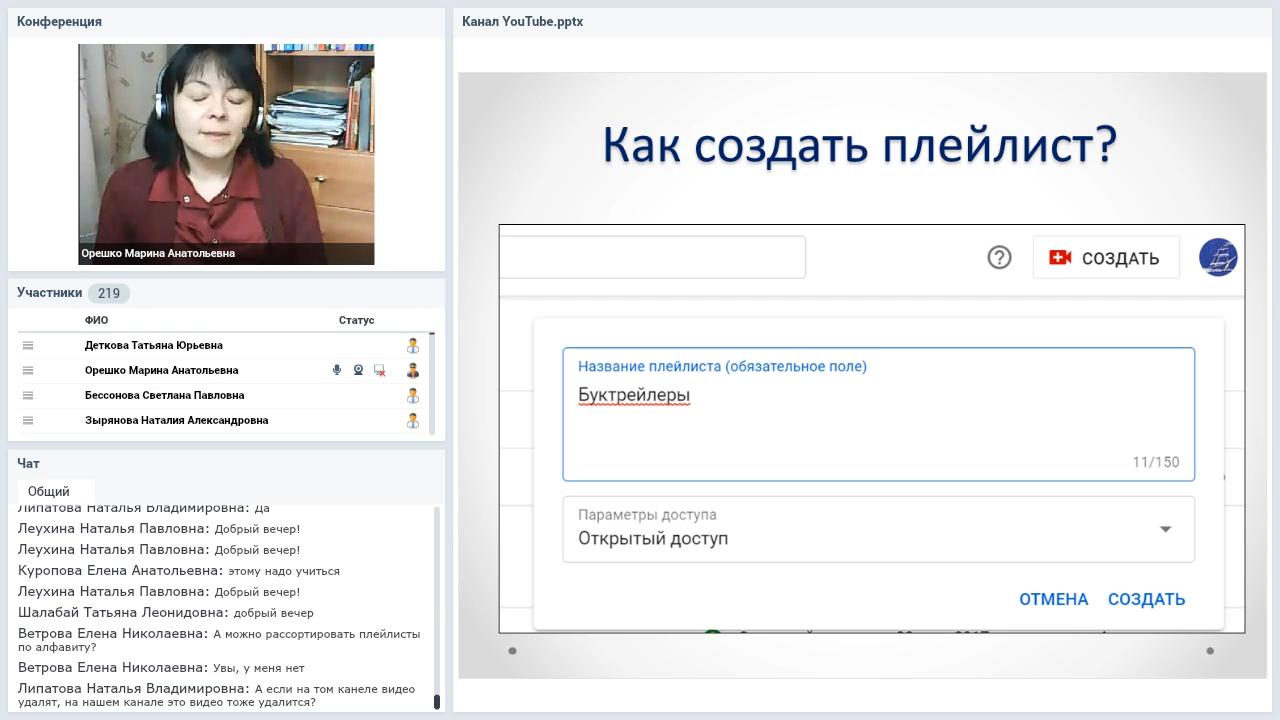 Конференция
Орешко Марина Анатольевна
Участники 219
ФИО Статус
Деткова Татьяна Юрьевна
Орешко Марина Анатольевна
Бессонова Светлана Павловна
Зырянова Наталия Александровна
Чат
Общий
Липатова Наталья Владимировна: Да
Леухина Наталья Павловна: Добрый вечер!
Леухина Наталья Павловна: Добрый вечер!
Куропова Елена Анатольевна: этому надо учиться
Леухина Наталья Павловна: Добрый вечер!
Шалабай Татьяна Леонидовна: добрый вечер
Ветрова Елена Николаевна: А можно рассортировать плейлисты
по алфавиту?
Ветрова Елена Николаевна: Увы, у меня нет
Липатова Наталья Владимировна: А если на том канеле видео
удалят, на нашем канале это видео тоже удалится?
Канал YouTube.pptx
Как создать плейлист?
СОЗДАТЬ
Название плейлиста (обязательное поле)
Буктрейлеры
11/150
Параметры доступа
Открытый доступ
ОТМЕНА СОЗДАТЬ